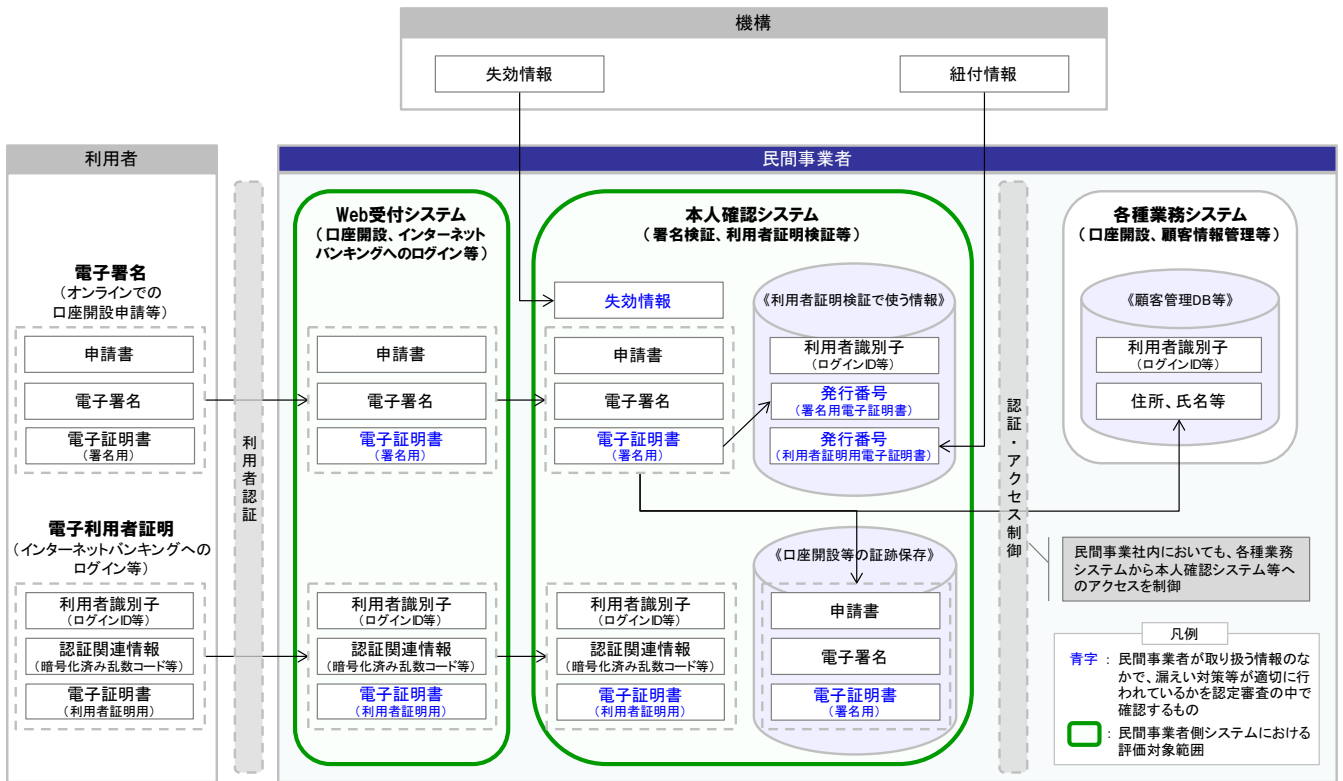 機構
失効情報
紐付情報
利用者
電子署名
（オンラインでの
口座開設申請等）
申請書
電子署名
電子証明書
（署名用）
電子利用者証明
（インターネットバンキングへの
ログイン等）
利用者識別子
（ログインID等）
認証関連情報
（暗号化済み乱数コード等）
電子証明書
（利用者証明用）
利用者認証
民間事業者
Web受付システム
（口座開設、インターネット
バンキングへのログイン等）
申請書
電子署名
電子証明書
（署名用）
利用者識別子
（ログインID等）
認証関連情報
（暗号化済み乱数コード等）
電子証明書
（利用者証明用）
本人確認システム
（署名検証、利用者証明検証等）
失効情報
申請書
電子署名
電子証明書
（署名用）
《利用者証明検証で使う情報》
利用者識別子
（ログインID等）
発行番号
（署名用電子証明書）
発行番号
（利用者証明用電子証明書）
利用者識別子
（ログインID等）
認証関連情報
（暗号化済み乱数コード等）
電子証明書
（利用者証明用）
《口座開設等の証跡保存》
申請書
電子署名
電子証明書
（署名用）
認証・アクセス制御
各種業務システム
（口座開設、顧客情報管理等）
《顧客管理DB等》
利用者識別子
（ログインID等）
住所、氏名等
民間事業社内においても、各種業務
システムから本人確認システム等へ
のアクセスを制御
凡例
青字 ： 民間事業者が取り扱う情報のな
かで、漏えい対策等が適切に行
われているかを認定審査の中で
確認するもの
： 民間事業者側システムにおける
評価対象範囲